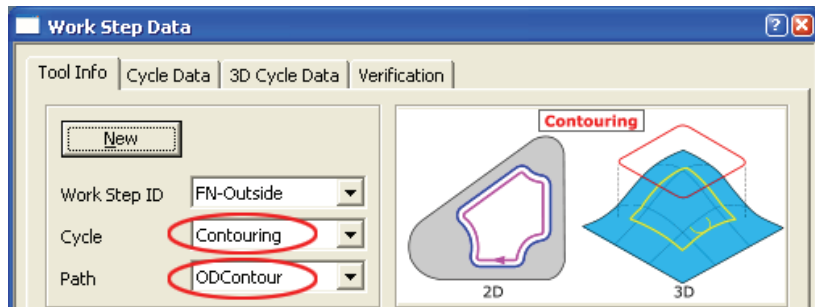 Work Step Data
Tool Info Cycle Data 3D Cycle Data Verification
New
Work Step ID FN-Outside
Cycle Contouring
Path ODContour
Contouring
2D 3D